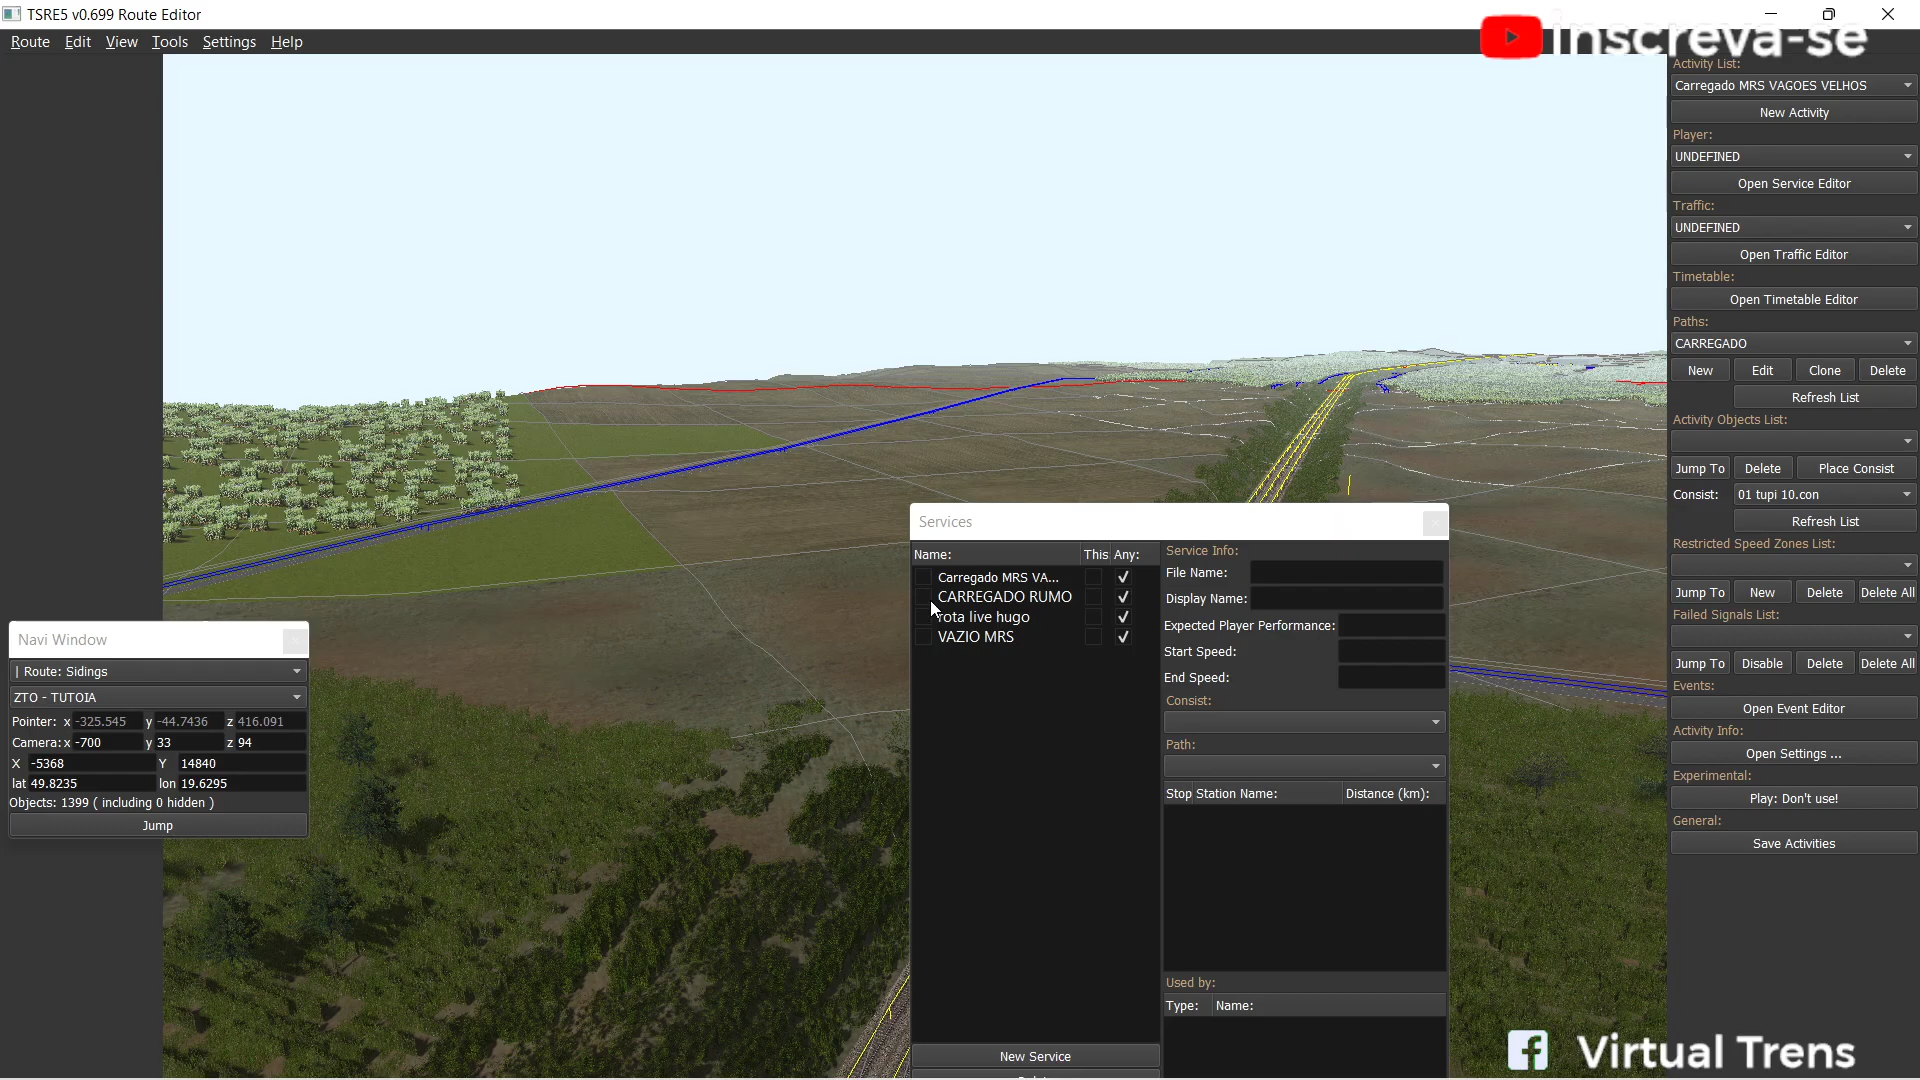 TSRE5 v0.699 Route Editor
Route Edit View Tools Settings Help
inscreva-se
Activity List:
Carregado MRS VAGOES VELHOS
New Activity
Player:
UNDEFINED
Open Service Editor
Traffic:
UNDEFINED
Open Traffic Editor
Timetable:
Open Timetable Editor
Paths:
CARREGADO
New Edit Clone Delete
Refresh List
Activity Objects List:
Jump To Delete Place Consist
Consist: 01 tupi 10.con
Refresh List
Restricted Speed Zones List:
Jump To New Delete Delete All
Failed Signals List:
Jump To Disable Delete Delete All
Events:
Open Event Editor
Activity Info:
Open Settings ...
Experimental:
Play: Don't use!
General:
Save Activities
Services
Name: This Any:
Carregado MRS VA...
CARREGADO RUMO
rota live hugo
VAZIO MRS
New Service
Service Info:
File Name:
Display Name:
Expected Player Performance:
Start Speed:
End Speed:
Consist:
Path:
Stop Station Name: Distance (km):
Used by:
Type: Name:
Navi Window
| Route: Sidings
ZTO - TUTOIA
Pointer: x -325.545 y -44.7436 z 416.091
Camera: x -700 y 33 z 94
X -5368 Y 14840
lat 49.8235 lon 19.6295
Objects: 1399 ( including 0 hidden )
Jump
Virtual Trens